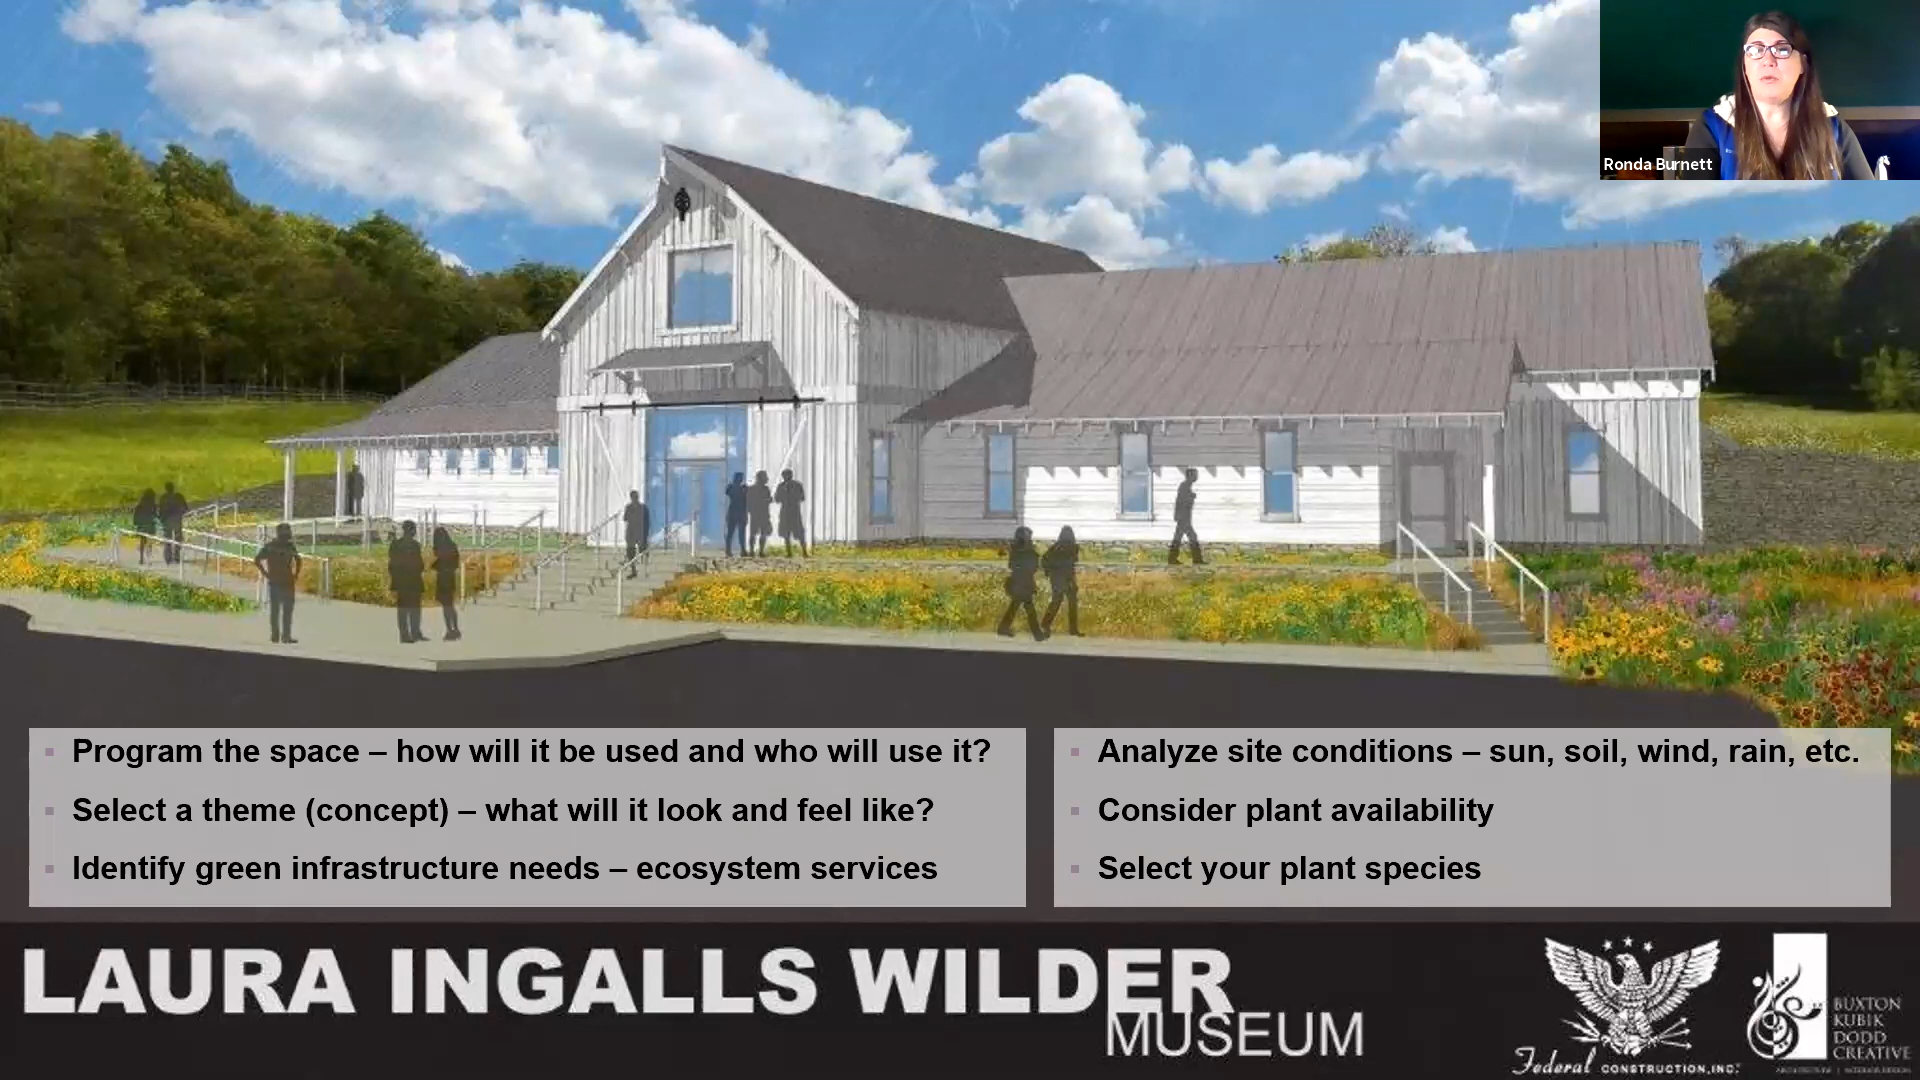 Ronda Burnett
Program the space – how will it be used and who will use it?
Select a theme (concept) – what will it look and feel like?
Identify green infrastructure needs – ecosystem services
Analyze site conditions – sun, soil, wind, rain, etc.
Consider plant availability
Select your plant species
LAURA INGALLS WILDER
MUSEUM
Federal CONSTRUCTION, INC.
BUXTON
KUBIK
DODD
CREATIVE